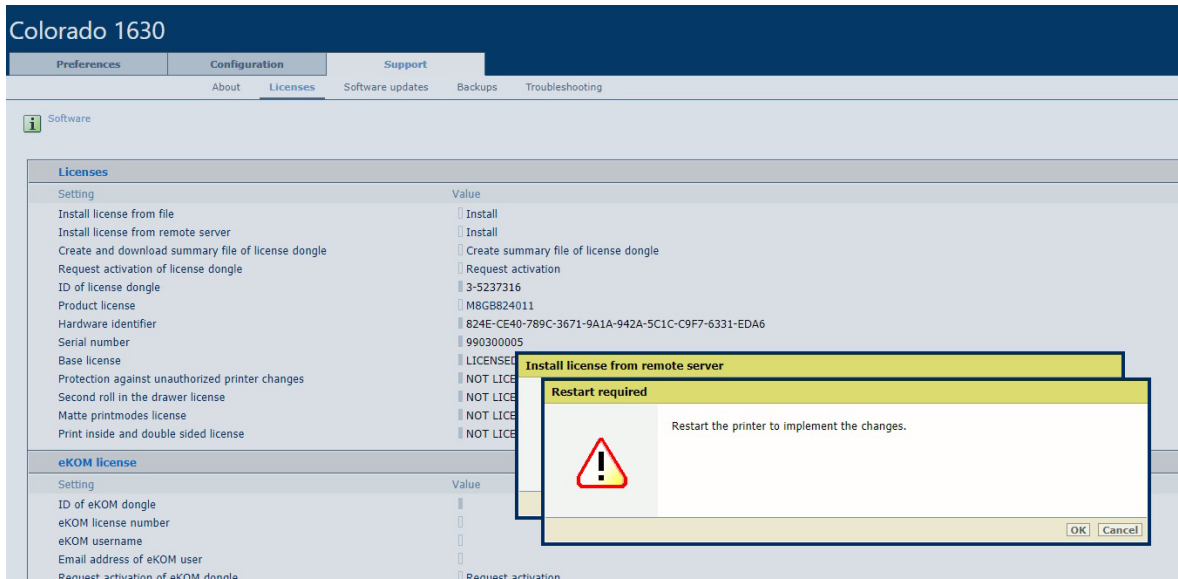 Colorado 1630
Preferences Configuration Support
About Licenses Software updates Backups Troubleshooting
Software
Licenses
Setting Value
Install license from file Install
Install license from remote server Install
Create and download summary file of license dongle Create summary file of license dongle
Request activation of license dongle Request activation
ID of license dongle 3-5237316
Product license M8GB824011
Hardware identifier 824E-CE40-789C-3671-9A1A-942A-5C1C-C9F7-6331-EDA6
Serial number 990300005
Base license LICENSED
Protection against unauthorized printer changes NOT LICE
Second roll in the drawer license NOT LICE
Matte printmodes license NOT LICE
Print inside and double sided license NOT LICE
Install license from remote server
Restart required
Restart the printer to implement the changes.
OK Cancel
eKOM license
Setting Value
ID of eKOM dongle
eKOM license number
eKOM username
Email address of eKOM user
Request activation of eKOM dongle Request activation